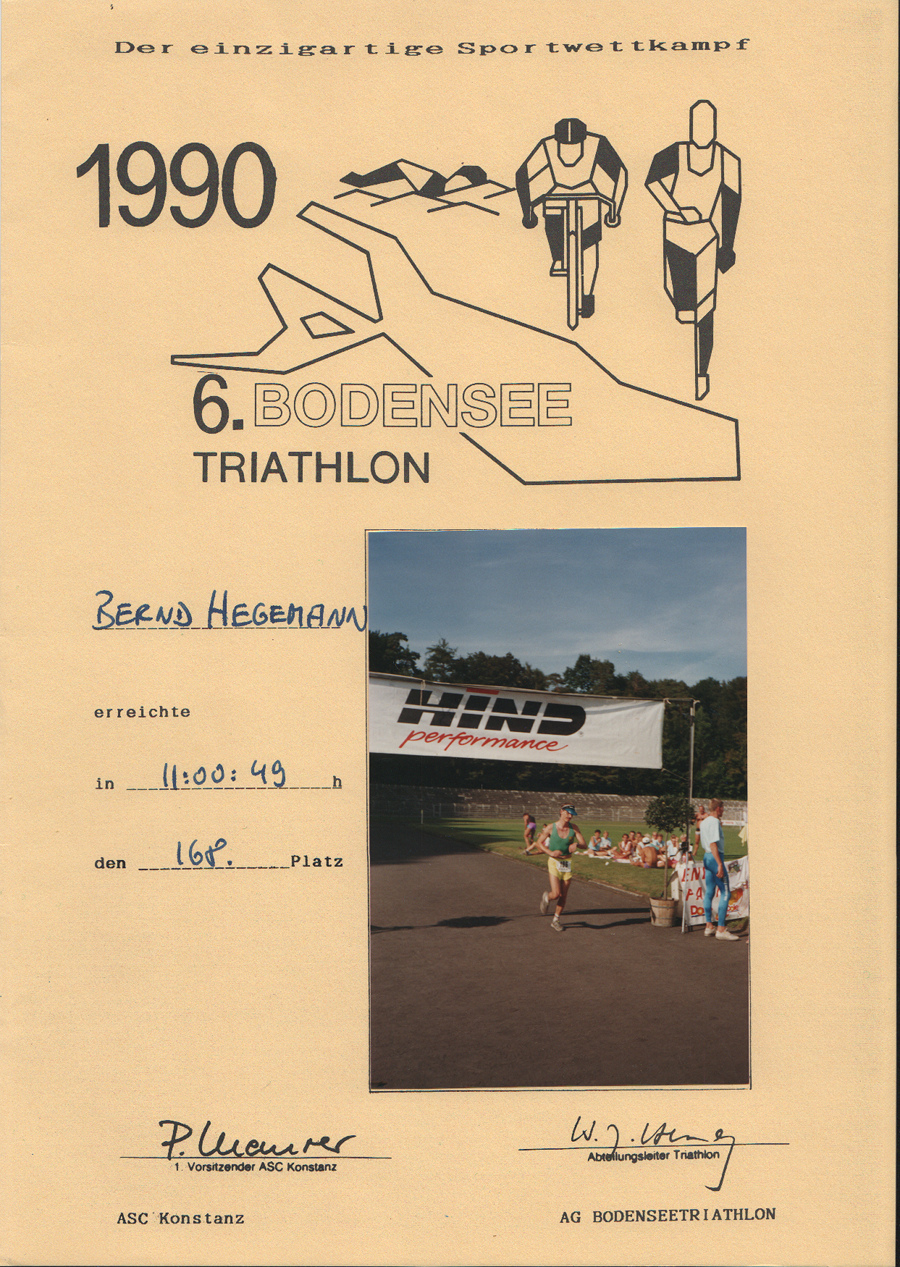 Der einzigartige Sportwettkampf
1990
6. BODENSEE
TRIATHLON
BERND HEGEMANN
erreichte
in 11:00:49 h
den 168. Platz
HIND
performance
P. Maurer
1. Vorsitzender ASC Konstanz
Abteilungsleiter Triathlon
ASC Konstanz
AG BODENSEETRIATHLON